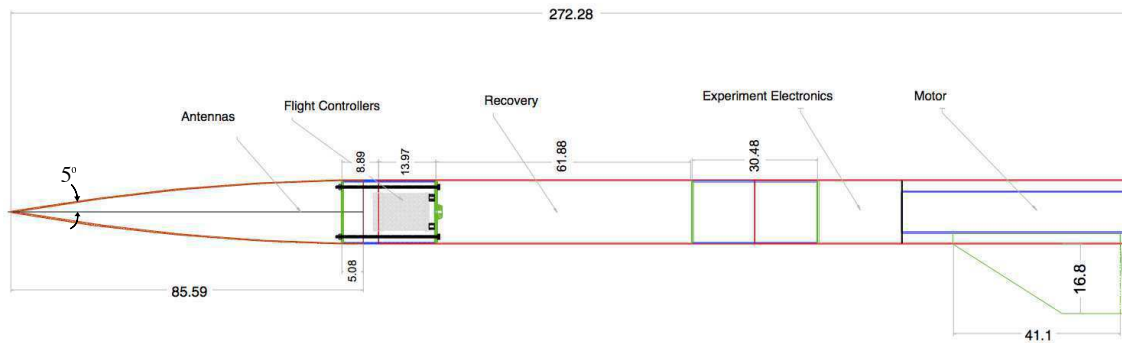 272.28
Antennas
Flight Controllers
Recovery
Experiment Electronics
Motor
5⁰
8.89
13.97
61.88
30.48
5.08
85.59
16.8
41.1